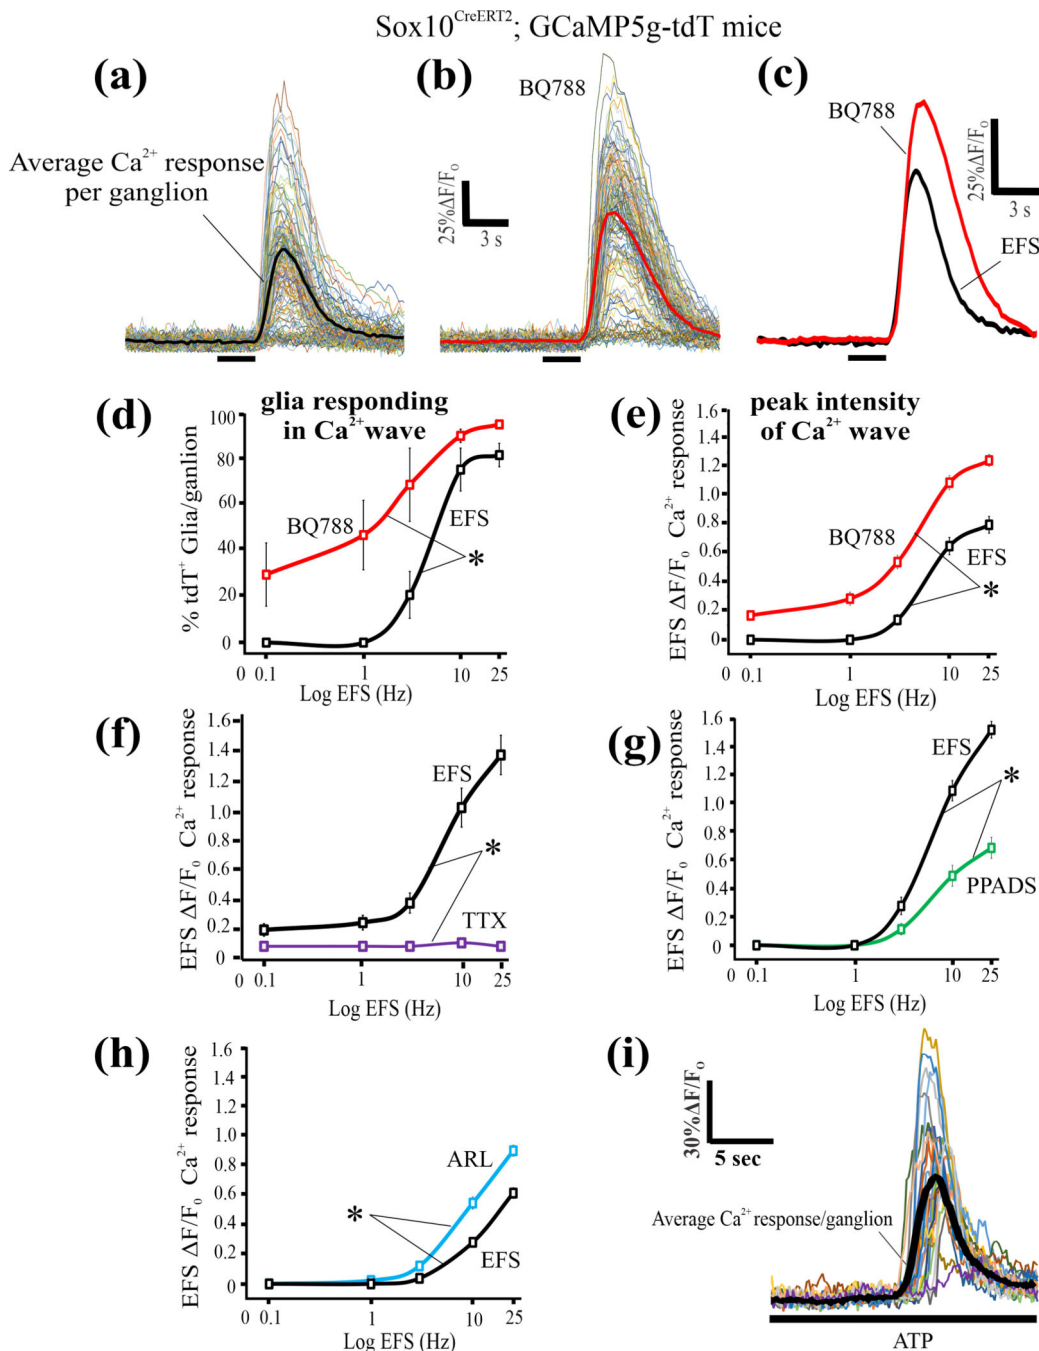 Sox10CreERT2; GCaMP5g-tdT mice
(a)
Average Ca2+ response
per ganglion
(b)
BQ788
25%ΔF/Fo
3 s
(c)
BQ788
25%ΔF/Fo
3 s
EFS
(d)
glia responding
in Ca2+wave
% tdT+ Glia/ganlion
100
80
60
40
20
0
BQ788
EFS
*
0 0.1 1 10 25
Log EFS (Hz)
(e)
peak intensity
of Ca2+ wave
EFS ΔF/F0 Ca2+ response
1.6
1.4
1.2
1.0
0.8
0.6
0.4
0.2
0
BQ788
EFS
*
0 0.1 1 10 25
Log EFS (Hz)
(f)
EFS ΔF/F0 Ca2+ response
1.6
1.4
1.2
1.0
0.8
0.6
0.4
0.2
0
EFS
*
TTX
0 0.1 1 10 25
Log EFS (Hz)
(g)
EFS ΔF/F0 Ca2+ response
1.6
1.4
1.2
1.0
0.8
0.6
0.4
0.2
0
EFS
*
PPADS
0 0.1 1 10 25
Log EFS (Hz)
(h)
EFS ΔF/F0 Ca2+ response
1.6
1.4
1.2
1.0
0.8
0.6
0.4
0.2
0
ARL
*
EFS
0 0.1 1 10 25
Log EFS (Hz)
(i)
30%ΔF/Fo
5 sec
Average Ca2+ response/ganglion
ATP